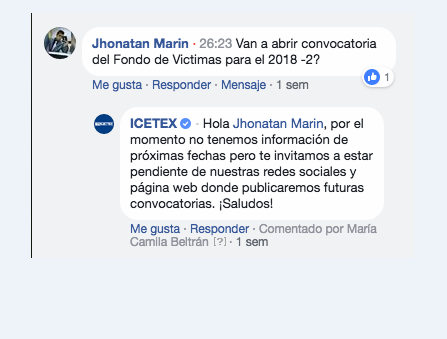 Jhonatan Marin · 26:23 Van a abrir convocatoria
del Fondo de Victimas para el 2018 -2?
1
Me gusta · Responder · Mensaje · 1 sem
ICETEX · Hola Jhonatan Marin, por el
momento no tenemos información de
próximas fechas pero te invitamos a estar
pendiente de nuestras redes sociales y
página web donde publicaremos futuras
convocatorias. ¡Saludos!
Me gusta · Responder · Comentado por María
Camila Beltrán [?] · 1 sem